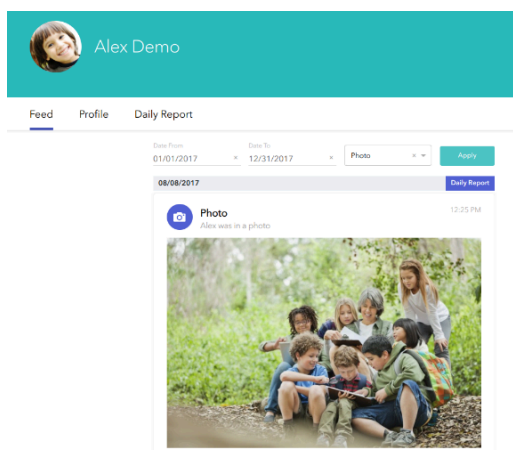 Alex Demo
Feed Profile Daily Report
Date From Date To
01/01/2017 × 12/31/2017 × Photo × Apply
08/08/2017 Daily Report
Photo 12:25 PM
Alex was in a photo